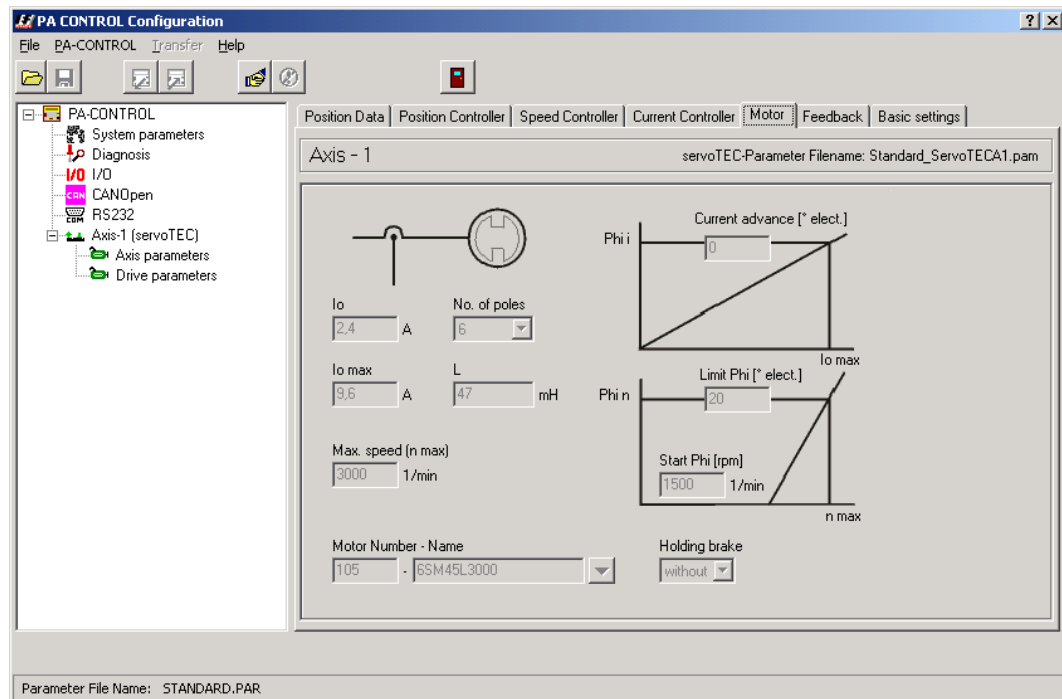 PA CONTROL Configuration
File PA-CONTROL Transfer Help
PA-CONTROL
System parameters
Diagnosis
I/O I/O
CAN CANOpen
COM RS232
Axis-1 (servoTEC)
Axis parameters
Drive parameters
Position Data Position Controller Speed Controller Current Controller Motor Feedback Basic settings
Axis - 1 servoTEC-Parameter Filename: Standard_ServoTECA1.pam
Io No. of poles
2,4 A 6
Io max L
9,6 A 47 mH
Max. speed (n max)
3000 1/min
Motor Number - Name
105 - 6SM45L3000
Current advance [° elect.]
Phi i 0
Io max
Limit Phi [° elect.]
Phi n 20
Start Phi [rpm]
1500 1/min
n max
Holding brake
without
Parameter File Name: STANDARD.PAR